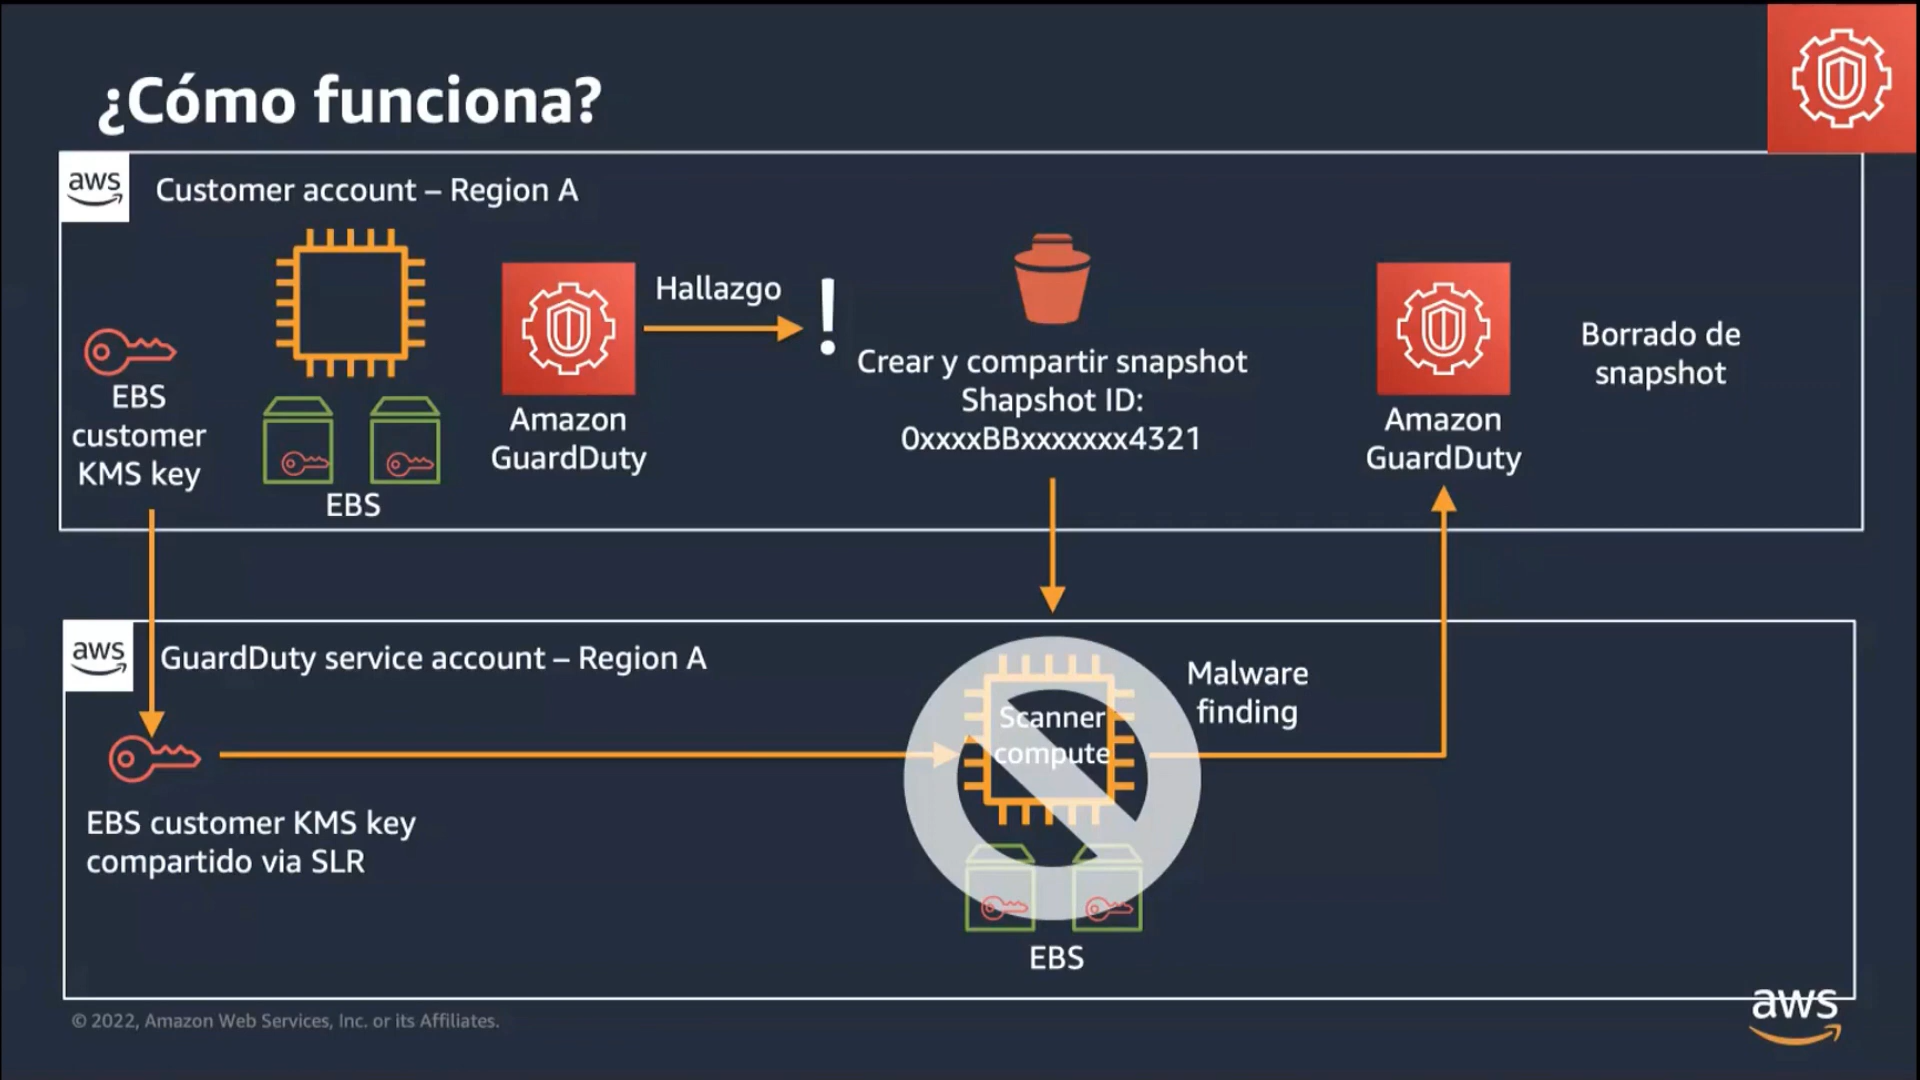 ¿Cómo funciona?
aws
Customer account – Region A
EBS
customer
KMS key
EBS
Amazon
GuardDuty
Hallazgo
!
Crear y compartir snapshot
Shapshot ID:
0xxxxBBxxxxxxx4321
Amazon
GuardDuty
Borrado de
snapshot
aws
GuardDuty service account – Region A
EBS customer KMS key
compartido via SLR
Scanner
compute
EBS
Malware
finding
© 2022, Amazon Web Services, Inc. or its Affiliates.
aws